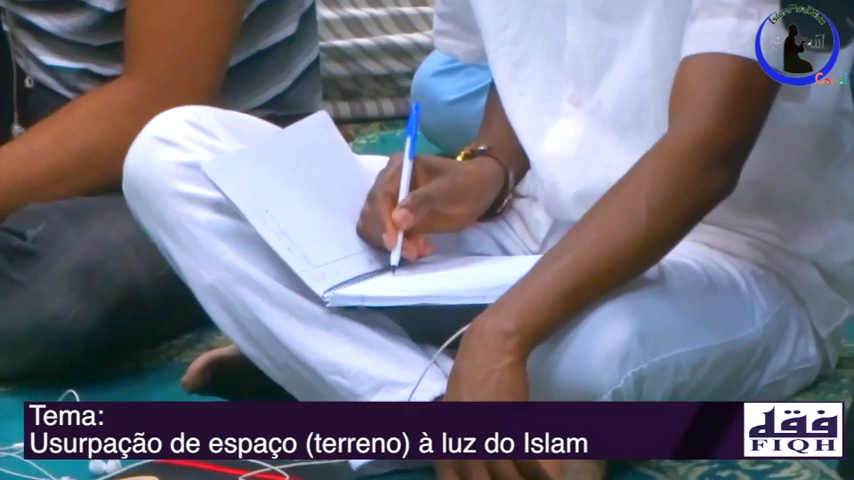 Tema:
Usurpação de espaço (terreno) à luz do Islam
فقه
FIQH